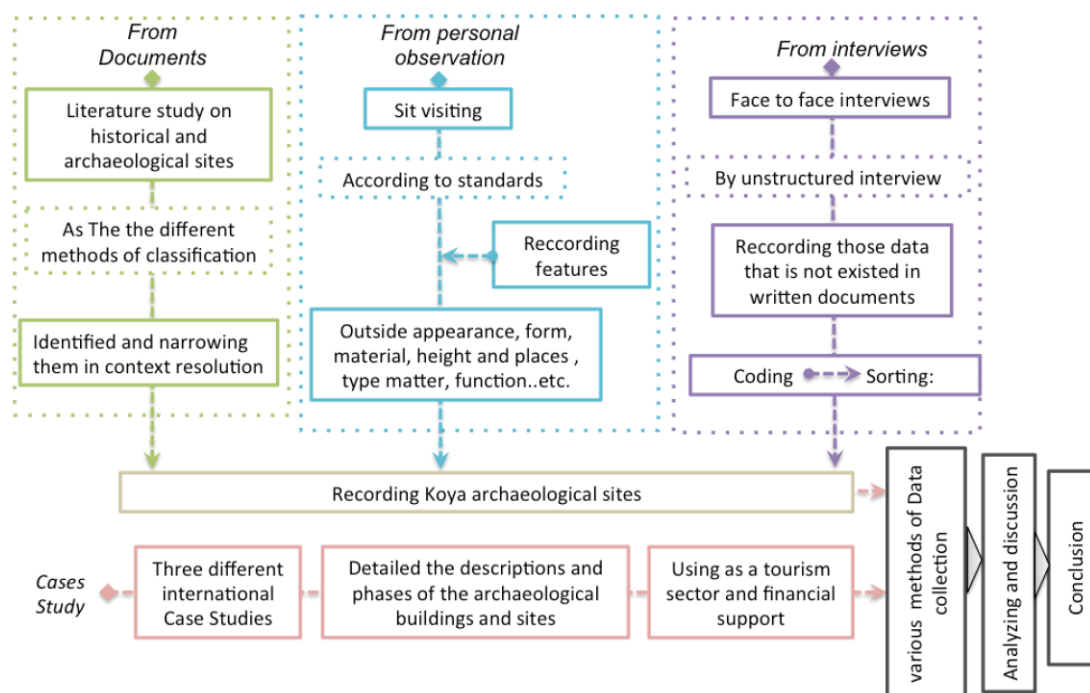 From
Documents
Literature study on
historical and
archaeological sites
As The the different
methods of classification
Identified and narrowing
them in context resolution
From personal
observation
Sit visiting
According to standards
Reccording
features
Outside appearance, form,
material, height and places ,
type matter, function..etc.
From interviews
Face to face interviews
By unstructured interview
Reccording those data
that is not existed in
written documents
Coding
Sorting:
Recording Koya archaeological sites
Cases
Study
Three different
international
Case Studies
Detailed the descriptions and
phases of the archaeological
buildings and sites
Using as a tourism
sector and financial
support
various methods of Data
collection
Analyzing and discussion
Conclusion